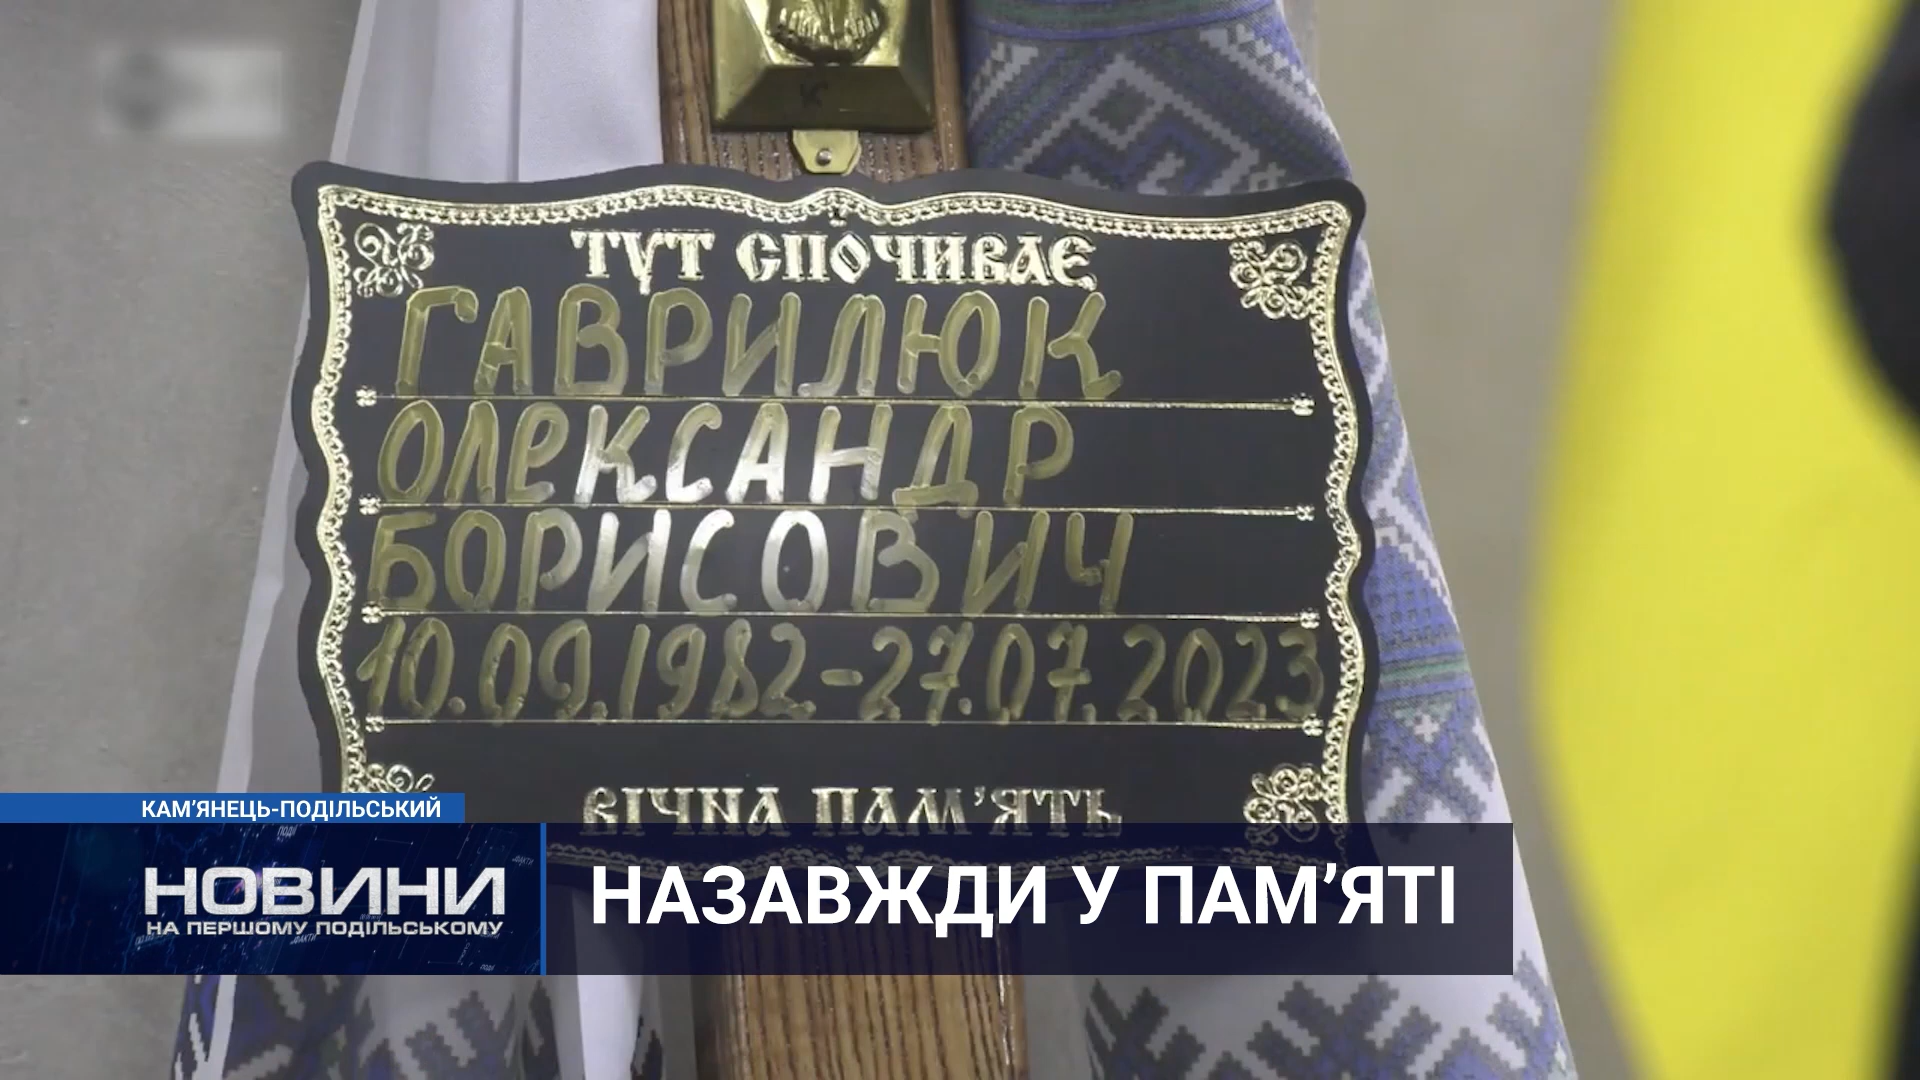 ТУТ СПОЧИВАЄ
ГАВРИЛЮК
ОЛЕКСАНДР
БОРИСОВИЧ
10.09.1982-27.07.2023
ВІЧНА ПАМ'ЯТЬ
КАМ'ЯНЕЦЬ-ПОДІЛЬСЬКИЙ
НОВИНИ
НА ПЕРШОМУ ПОДІЛЬСЬКОМУ
НАЗАВЖДИ У ПАМ’ЯТІ